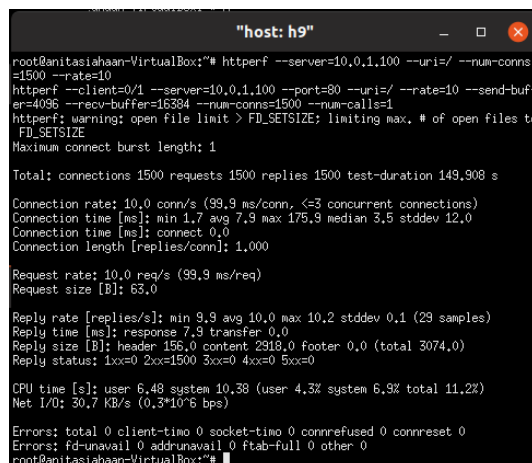 "host: h9"
root@anitasiahaan-VirtualBox:~# httperf --server=10.0.1.100 --uri=/ --num-conns
=1500 --rate=10
httperf --client=0/1 --server=10.0.1.100 --port=80 --uri=/ --rate=10 --send-buff
er=4096 --recv-buffer=16384 --num-conns=1500 --num-calls=1
httperf: warning: open file limit > FD_SETSIZE; limiting max. # of open files to
FD_SETSIZE
Maximum connect burst length: 1
Total: connections 1500 requests 1500 replies 1500 test-duration 149.908 s
Connection rate: 10.0 conn/s (99.9 ms/conn, <=3 concurrent connections)
Connection time [ms]: min 1.7 avg 7.9 max 175.9 median 3.5 stddev 12.0
Connection time [ms]: connect 0.0
Connection length [replies/conn]: 1.000
Request rate: 10.0 req/s (99.9 ms/req)
Request size [B]: 63.0
Reply rate [replies/s]: min 9.9 avg 10.0 max 10.2 stddev 0.1 (29 samples)
Reply time [ms]: response 7.9 transfer 0.0
Reply size [B]: header 156.0 content 2918.0 footer 0.0 (total 3074.0)
Reply status: 1xx=0 2xx=1500 3xx=0 4xx=0 5xx=0
CPU time [s]: user 6.48 system 10.38 (user 4.3% system 6.9% total 11.2%)
Net I/O: 30.7 KB/s (0.3*10^6 bps)
Errors: total 0 client-timo 0 socket-timo 0 connrefused 0 connreset 0
Errors: fd-unavail 0 addrunavail 0 ftab-full 0 other 0
root@anitasiahaan-VirtualBox:~#